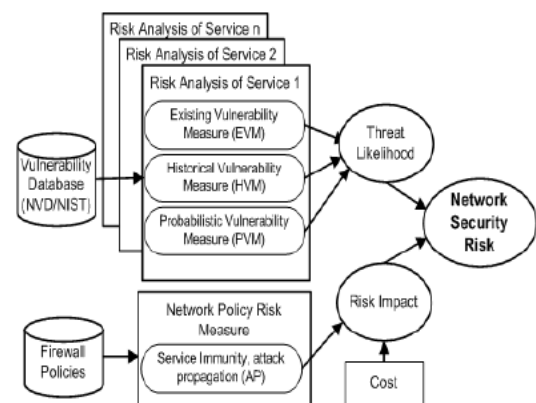 Risk Analysis of Service n
Risk Analysis of Service 2
Risk Analysis of Service 1
Existing Vulnerability
Measure (EVM)
Historical Vulnerability
Measure (HVM)
Probabilistic Vulnerability
Measure (PVM)
Vulnerability
Database
(NVD/NIST)
Threat
Likelihood
Network
Security
Risk
Network Policy Risk
Measure
Service Immunity, attack
propagation (AP)
Firewall
Policies
Risk Impact
Cost